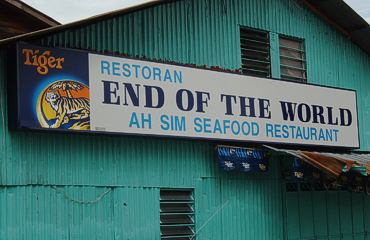 Tiger
RESTORAN
END OF THE WORLD
AH SIM SEAFOOD RESTAURANT